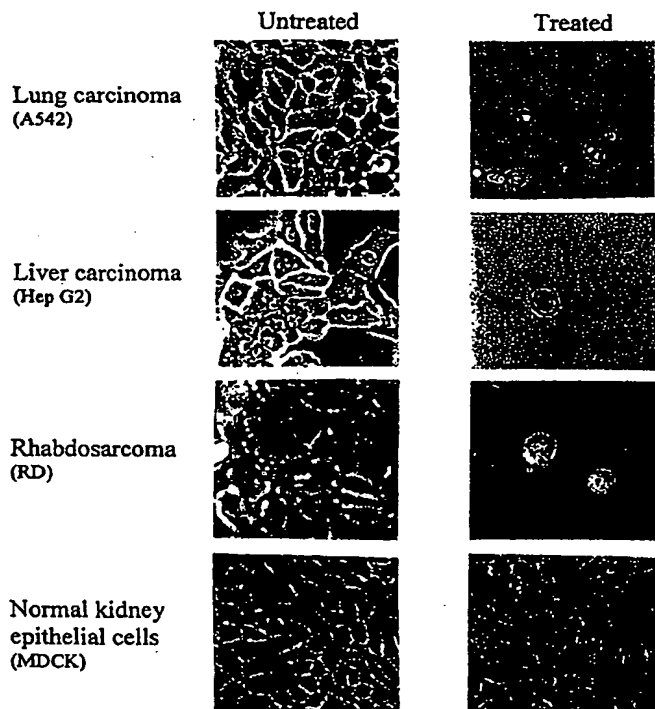 Untreated Treated
Lung carcinoma
(A542)
Liver carcinoma
(Hep G2)
Rhabdosarcoma
(RD)
Normal kidney
epithelial cells
(MDCK)